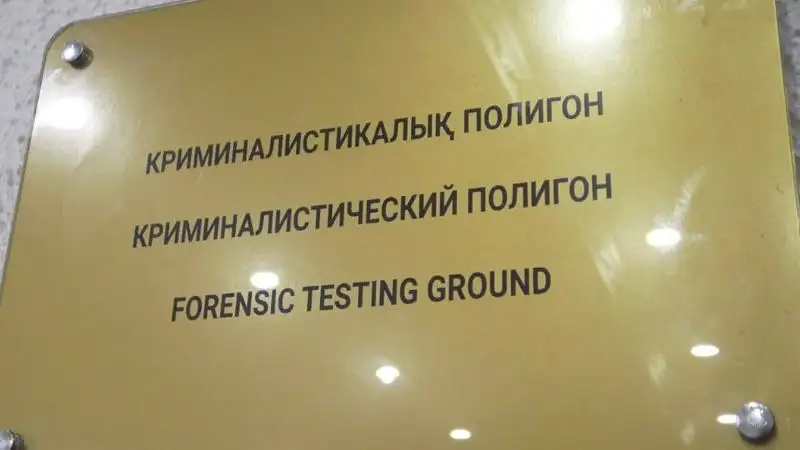 КРИМИНАЛИСТИКАЛЫҚ ПОЛИГОН
КРИМИНАЛИСТИЧЕСКИЙ ПОЛИГОН
FORENSIC TESTING GROUND